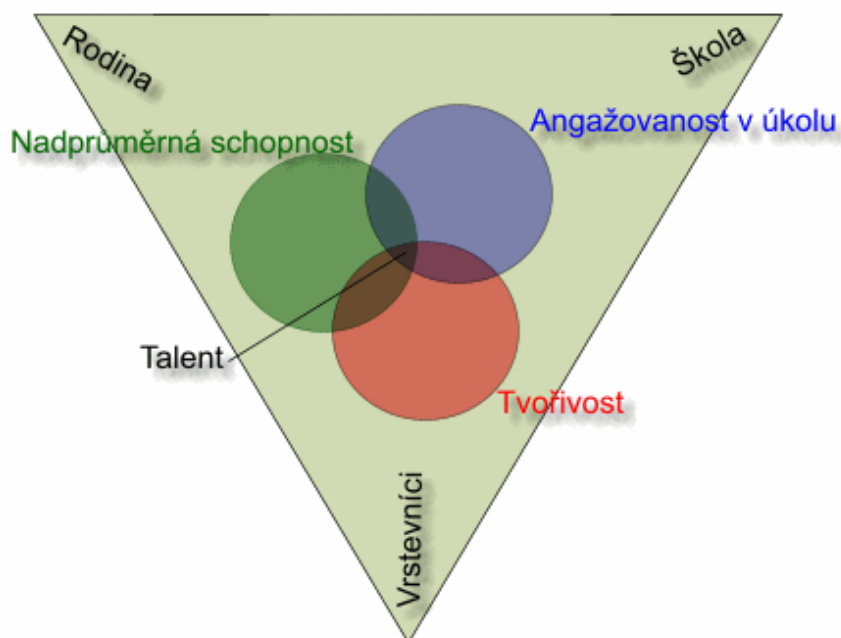 Rodina
Škola
Angažovanost v úkolu
Nadprůměrná schopnost
Talent
Tvořivost
Vrstevníci